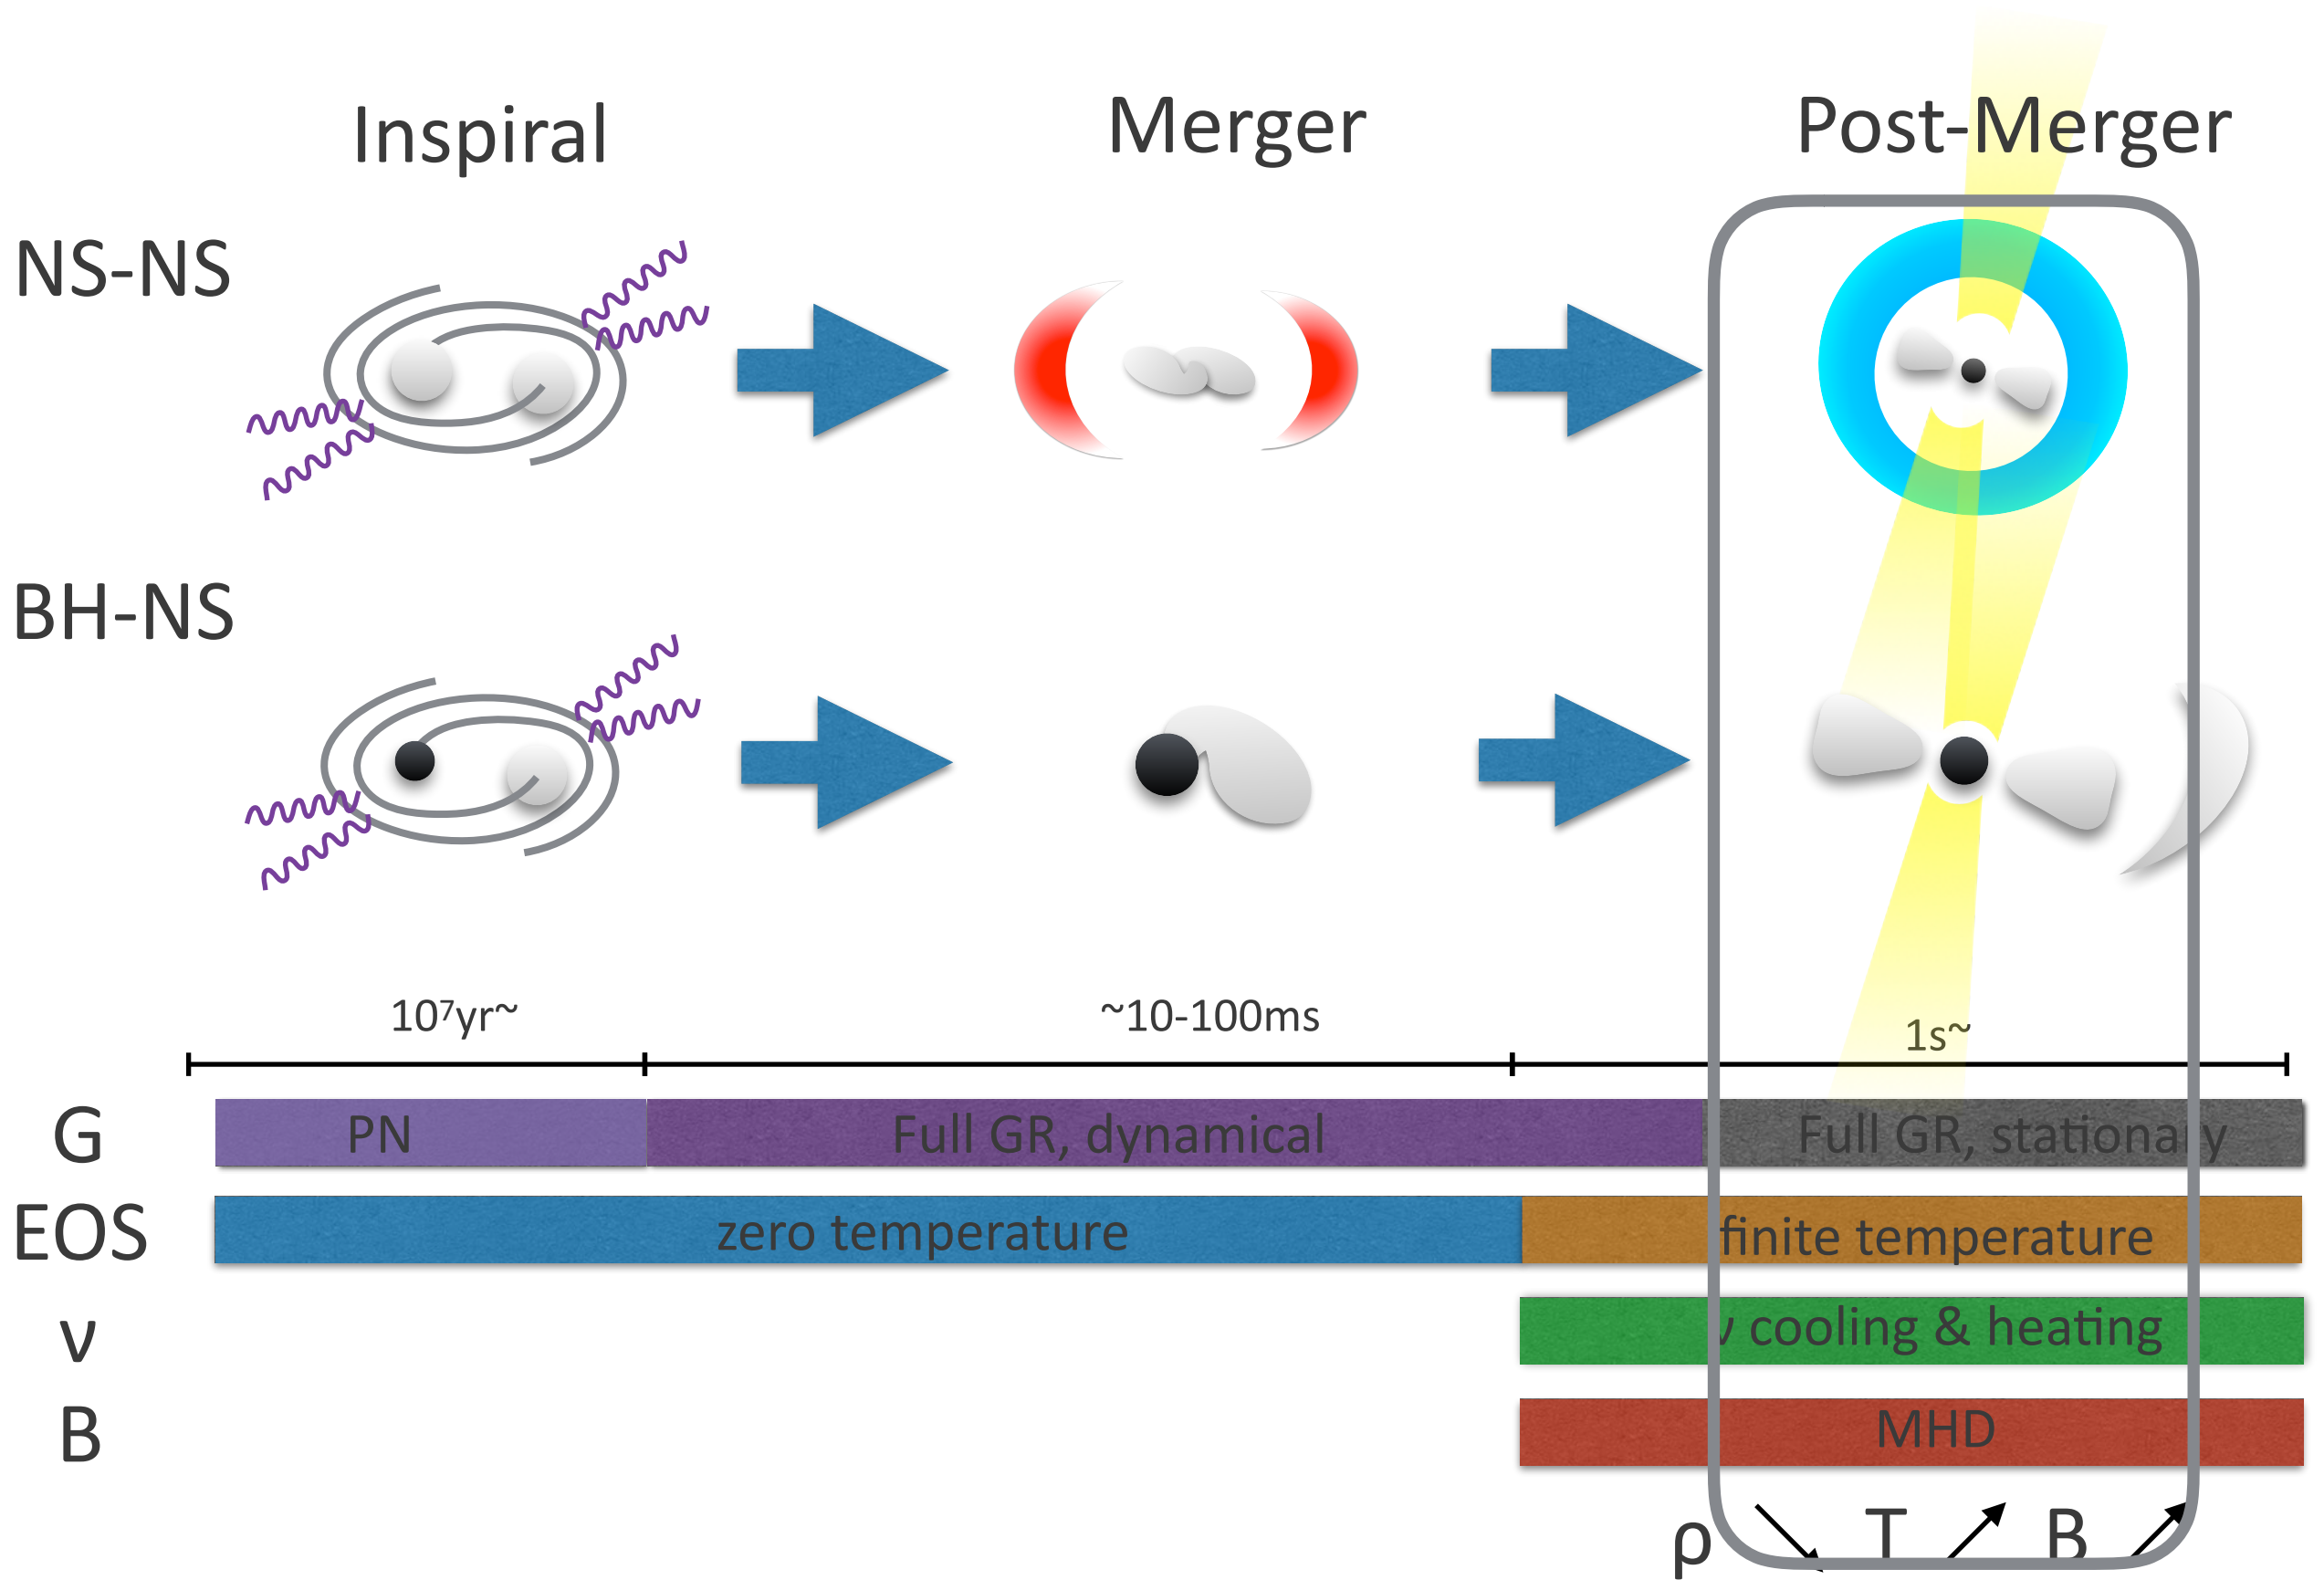 Inspiral Merger Post-Merger
NS-NS
BH-NS
10⁷yr~ ~10-100ms 1s~
G PN Full GR, dynamical Full GR, stationary
EOS zero temperature finite temperature
ν ν cooling & heating
B MHD
ρ T B